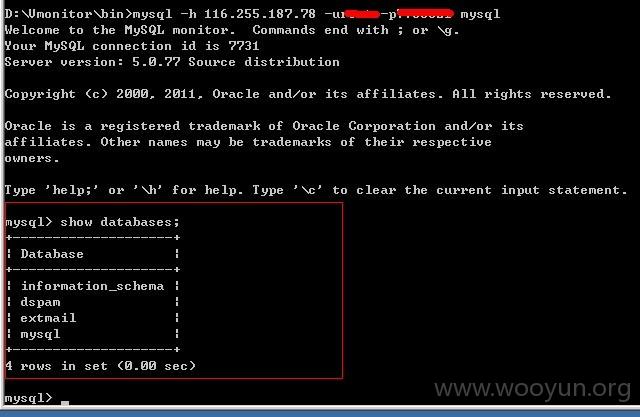 D:\Vmonitor\bin>mysql -h 116.255.187.78 mysql
Welcome to the MySQL monitor.  Commands end with ; or \g.
Your MySQL connection id is 7731
Server version: 5.0.77 Source distribution
Copyright (c) 2000, 2011, Oracle and/or its affiliates. All rights reserved.
Oracle is a registered trademark of Oracle Corporation and/or its
affiliates. Other names may be trademarks of their respective
owners.
Type 'help;' or '\h' for help. Type '\c' to clear the current input statement.
mysql> show databases;
+--------------------+
| Database           |
+--------------------+
| information_schema |
| dspam              |
| extmail            |
| mysql              |
+--------------------+
4 rows in set (0.00 sec)
mysql> _
www.wooyun.org